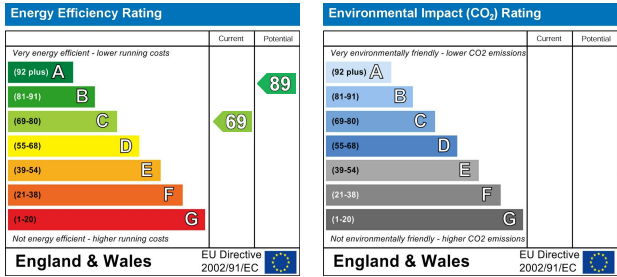 Energy Efficiency Rating
Current Potential
Very energy efficient - lower running costs
(92 plus) A
(81-91) B
(69-80) C
(55-68) D
(39-54) E
(21-38) F
(1-20) G
69
89
Not energy efficient - higher running costs
England & Wales
EU Directive
2002/91/EC
Environmental Impact (CO2) Rating
Current Potential
Very environmentally friendly - lower CO2 emissions
(92 plus) A
(81-91) B
(69-80) C
(55-68) D
(39-54) E
(21-38) F
(1-20) G
Not environmentally friendly - higher CO2 emissions
England & Wales
EU Directive
2002/91/EC